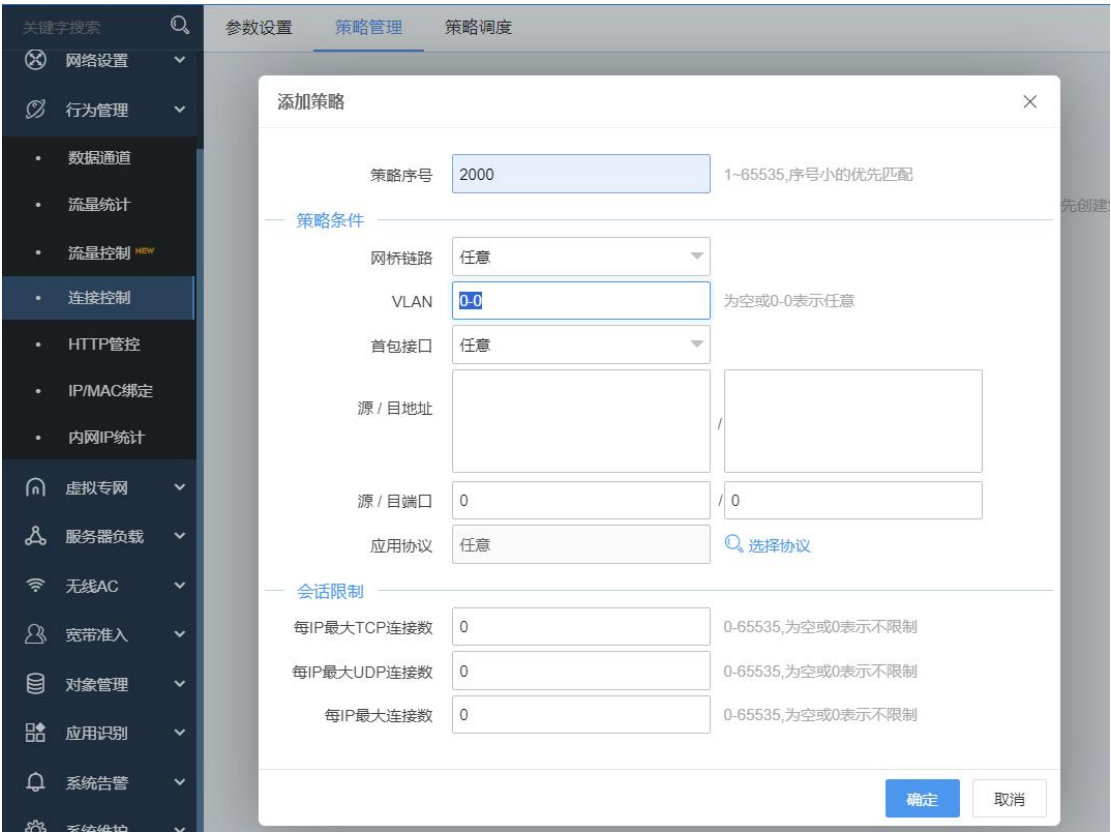 关键字搜索
网络设置
行为管理
数据通道
流量统计
流量控制 NEW
连接控制
HTTP管控
IP/MAC绑定
内网IP统计
虚拟专网
服务器负载
无线AC
宽带准入
对象管理
应用识别
系统告警
系统维护
参数设置 策略管理 策略调度
先创建
添加策略
策略序号 2000 1~65535,序号小的优先匹配
策略条件
网桥链路 任意
VLAN 0-0 为空或0-0表示任意
首包接口 任意
源 / 目地址 /
源 / 目端口 0 / 0
应用协议 任意 选择协议
会话限制
每IP最大TCP连接数 0 0-65535,为空或0表示不限制
每IP最大UDP连接数 0 0-65535,为空或0表示不限制
每IP最大连接数 0 0-65535,为空或0表示不限制
确定 取消